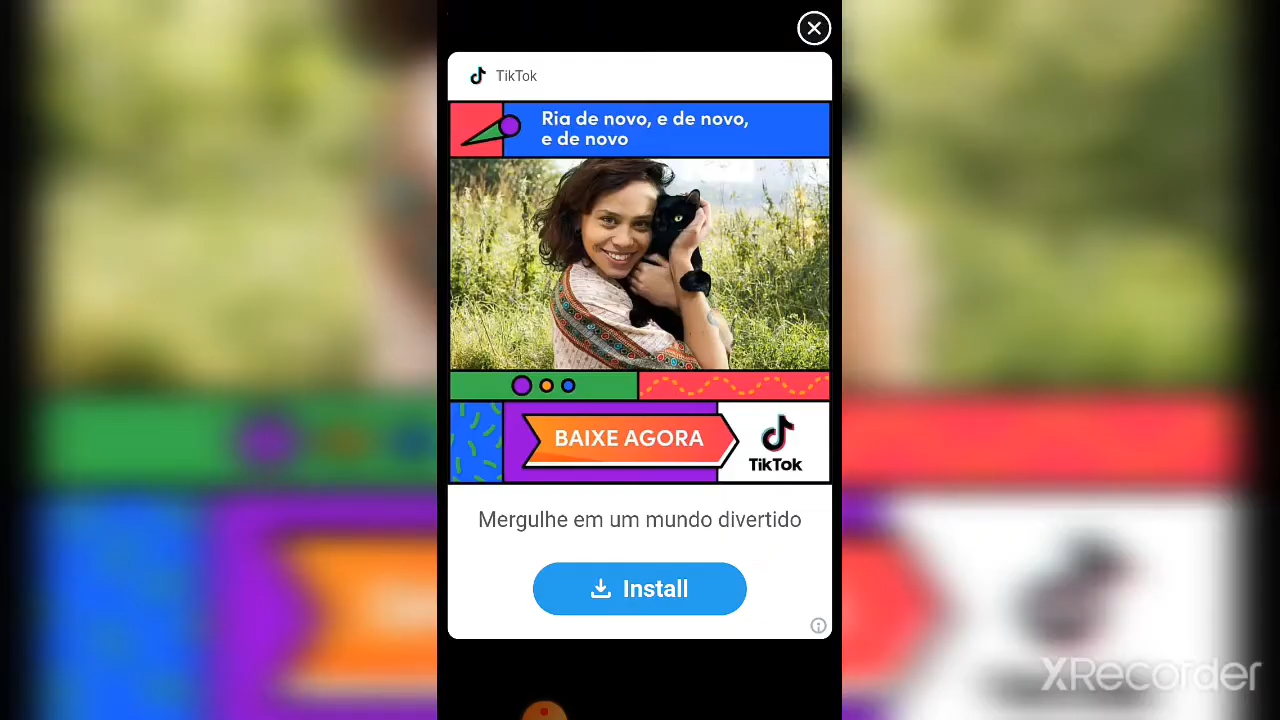 TikTok
Ria de novo, e de novo,
e de novo
BAIXE AGORA
TikTok
Mergulhe em um mundo divertido
Install
XRecorder